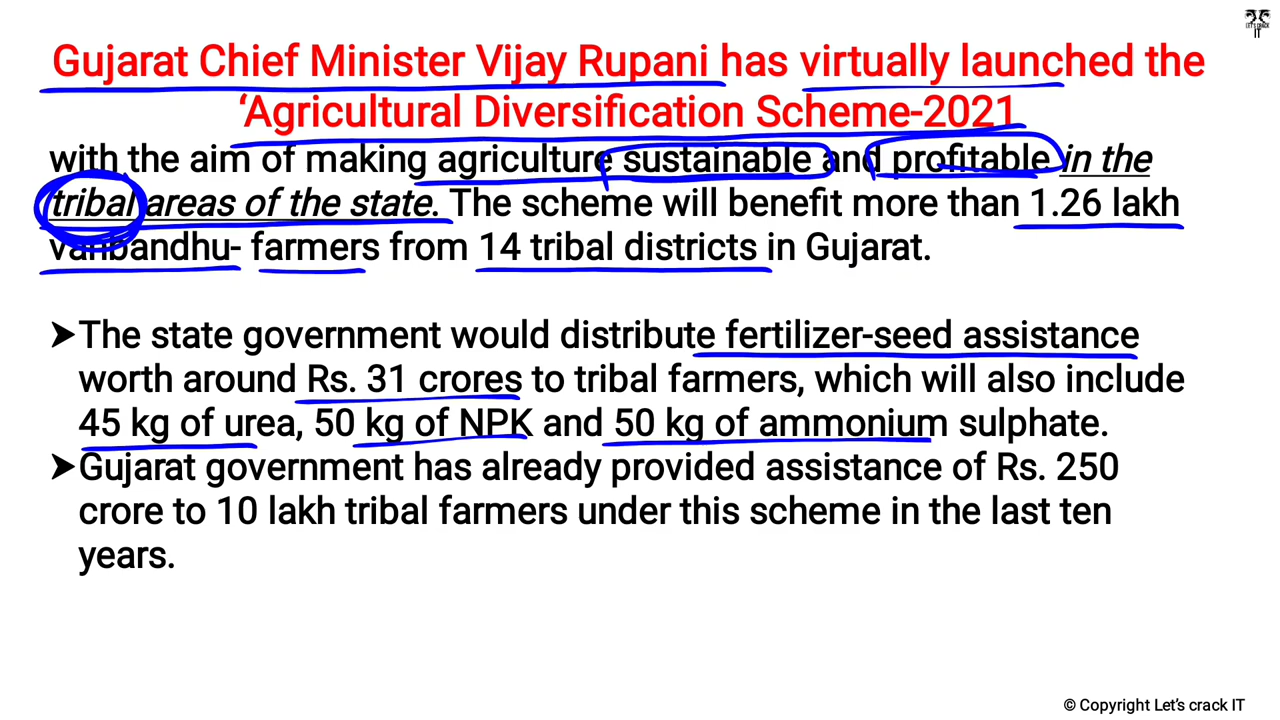 LET'S CRACK
IT
Gujarat Chief Minister Vijay Rupani has virtually launched the
‘Agricultural Diversification Scheme-2021
with the aim of making agriculture sustainable and profitable in the
tribal areas of the state. The scheme will benefit more than 1.26 lakh
vanbandhu- farmers from 14 tribal districts in Gujarat.
➤The state government would distribute fertilizer-seed assistance
worth around Rs. 31 crores to tribal farmers, which will also include
45 kg of urea, 50 kg of NPK and 50 kg of ammonium sulphate.
➤Gujarat government has already provided assistance of Rs. 250
crore to 10 lakh tribal farmers under this scheme in the last ten
years.
© Copyright Let’s crack IT